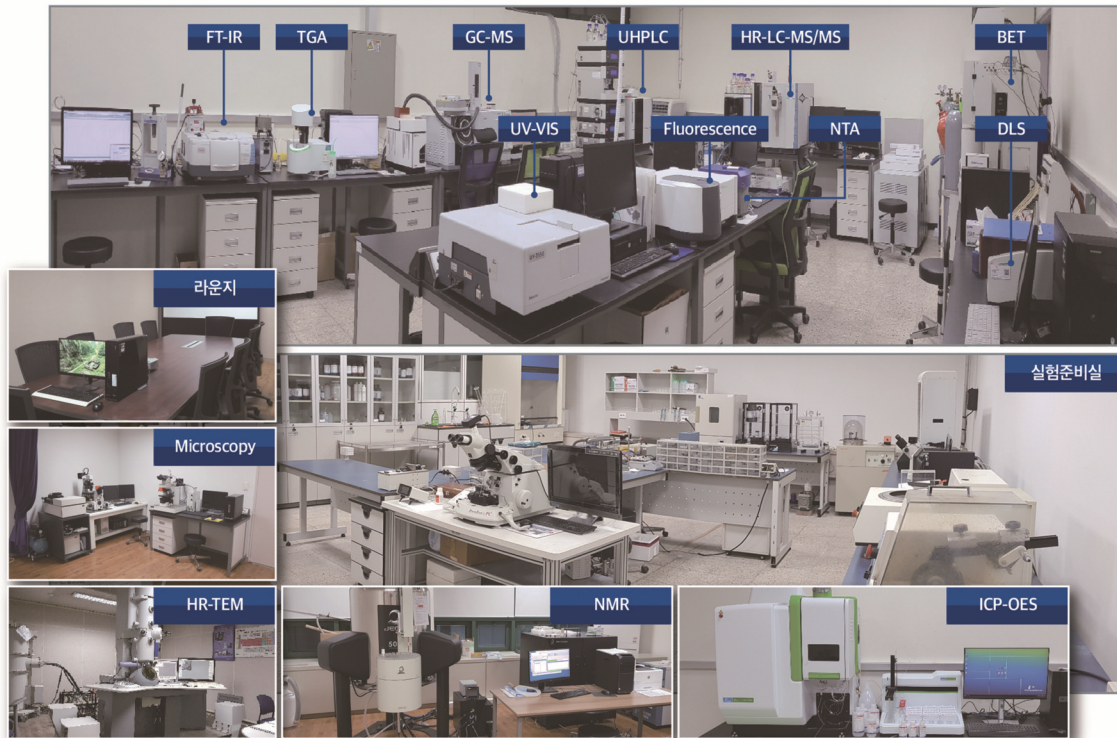 FT-IR
TGA
GC-MS
UHPLC
HR-LC-MS/MS
BET
UV-VIS
Fluorescence
NTA
DLS
라운지
실험준비실
Microscopy
HR-TEM
NMR
ICP-OES